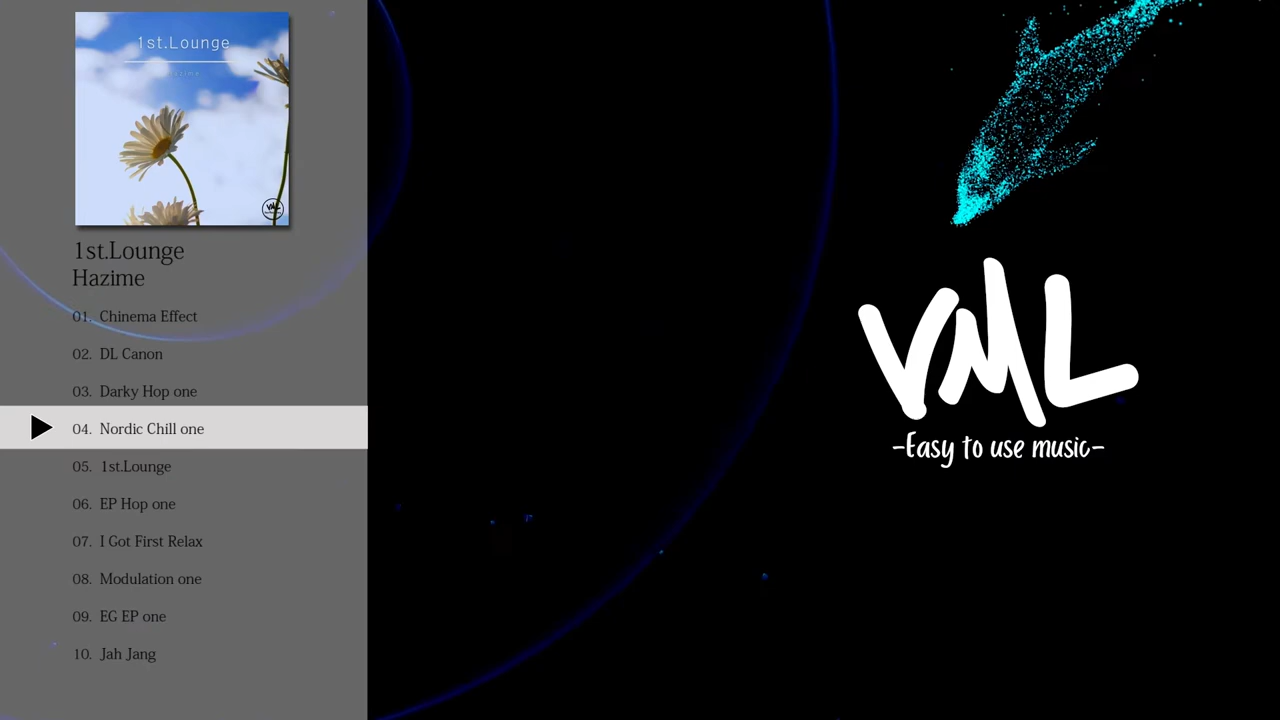 1st.Lounge
Hazime
1st.Lounge
Hazime
01. Chinema Effect
02. DL Canon
03. Darky Hop one
04. Nordic Chill one
05. 1st.Lounge
06. EP Hop one
07. I Got First Relax
08. Modulation one
09. EG EP one
10. Jah Jang
VML
-Easy to use music-